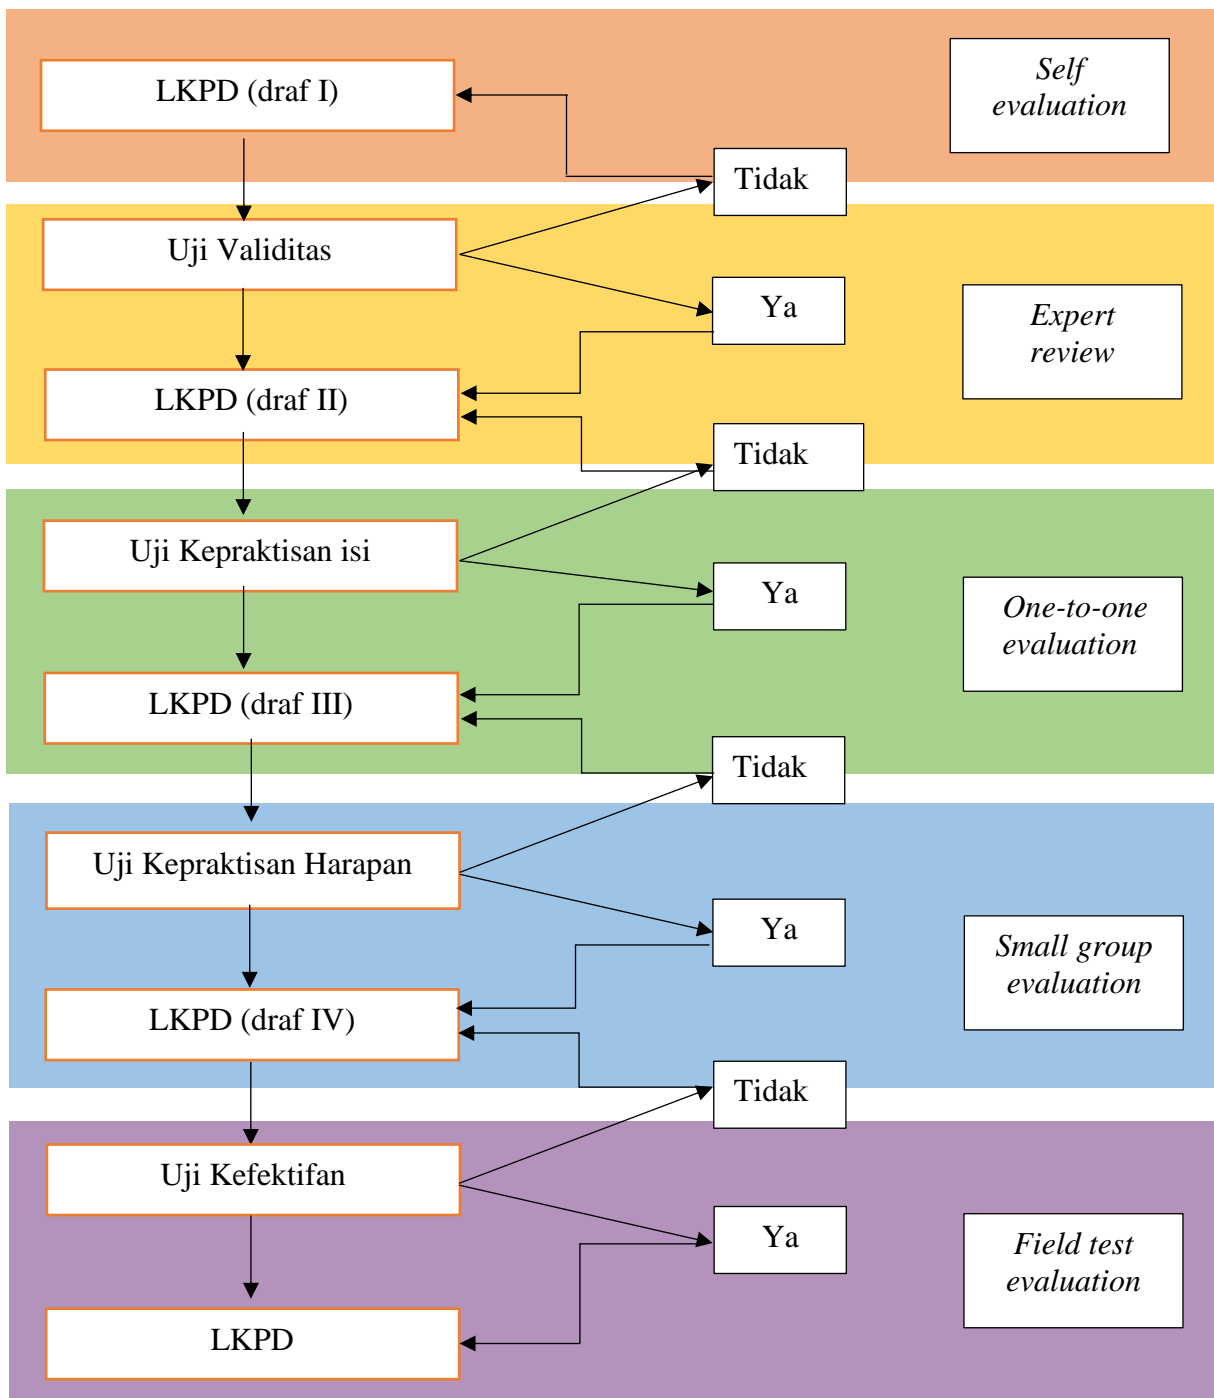 LKPD (draf I)
Self
evaluation
Tidak
Uji Validitas
Ya
Expert
review
LKPD (draf II)
Tidak
Uji Kepraktisan isi
Ya
One-to-one
evaluation
LKPD (draf III)
Tidak
Uji Kepraktisan Harapan
Ya
Small group
evaluation
LKPD (draf IV)
Tidak
Uji Kefektifan
Ya
Field test
evaluation
LKPD